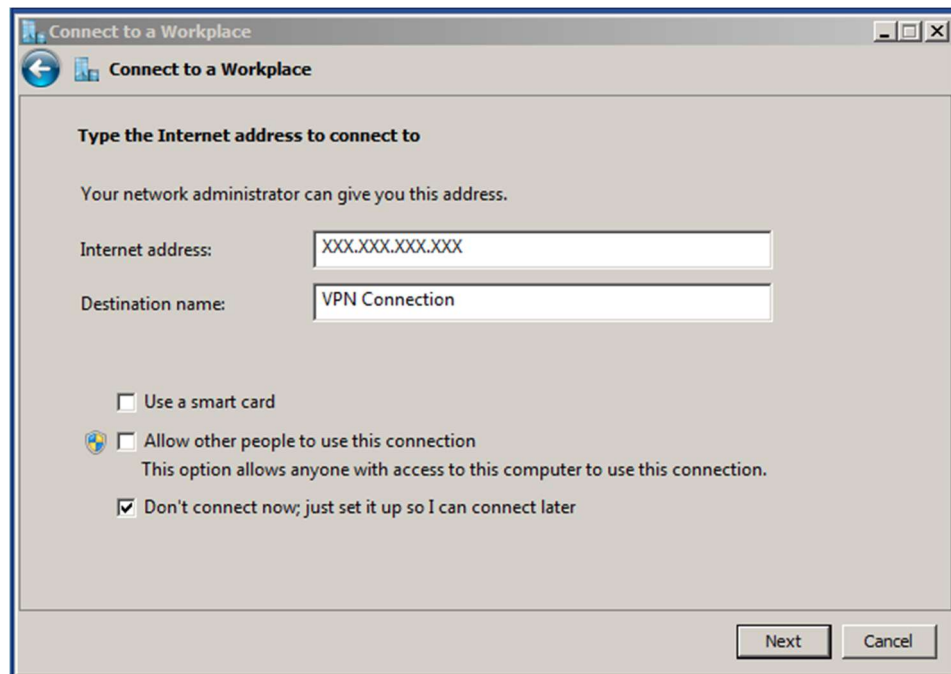 Connect to a Workplace
Connect to a Workplace
Type the Internet address to connect to
Your network administrator can give you this address.
Internet address: XXX.XXX.XXX.XXX
Destination name: VPN Connection
Use a smart card
Allow other people to use this connection
This option allows anyone with access to this computer to use this connection.
Don't connect now; just set it up so I can connect later
Next Cancel